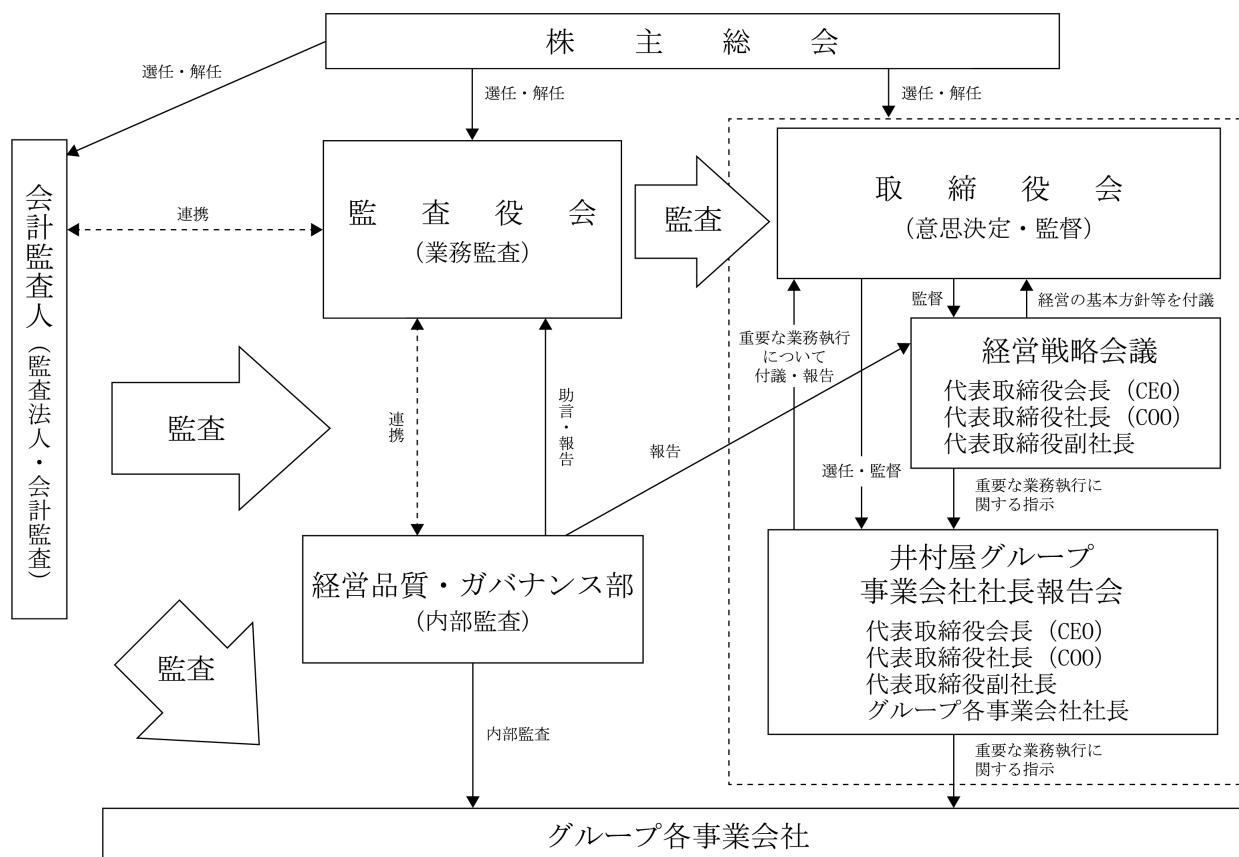 株主総会
選任・解任
選任・解任
選任・解任
会計監査人（監査法人・会計監査）
連携
監査役会
（業務監査）
監査
取締役会
（意思決定・監督）
監督
経営の基本方針等を付議
重要な業務執行
について
付議・報告
経営戦略会議
代表取締役会長（CEO）
代表取締役社長（COO）
代表取締役副社長
監査
連携
助言・報告
報告
選任・監督
重要な業務執行に
関する指示
経営品質・ガバナンス部
（内部監査）
井村屋グループ
事業会社社長報告会
代表取締役会長（CEO）
代表取締役社長（COO）
代表取締役副社長
グループ各事業会社社長
監査
内部監査
重要な業務執行に
関する指示
グループ各事業会社